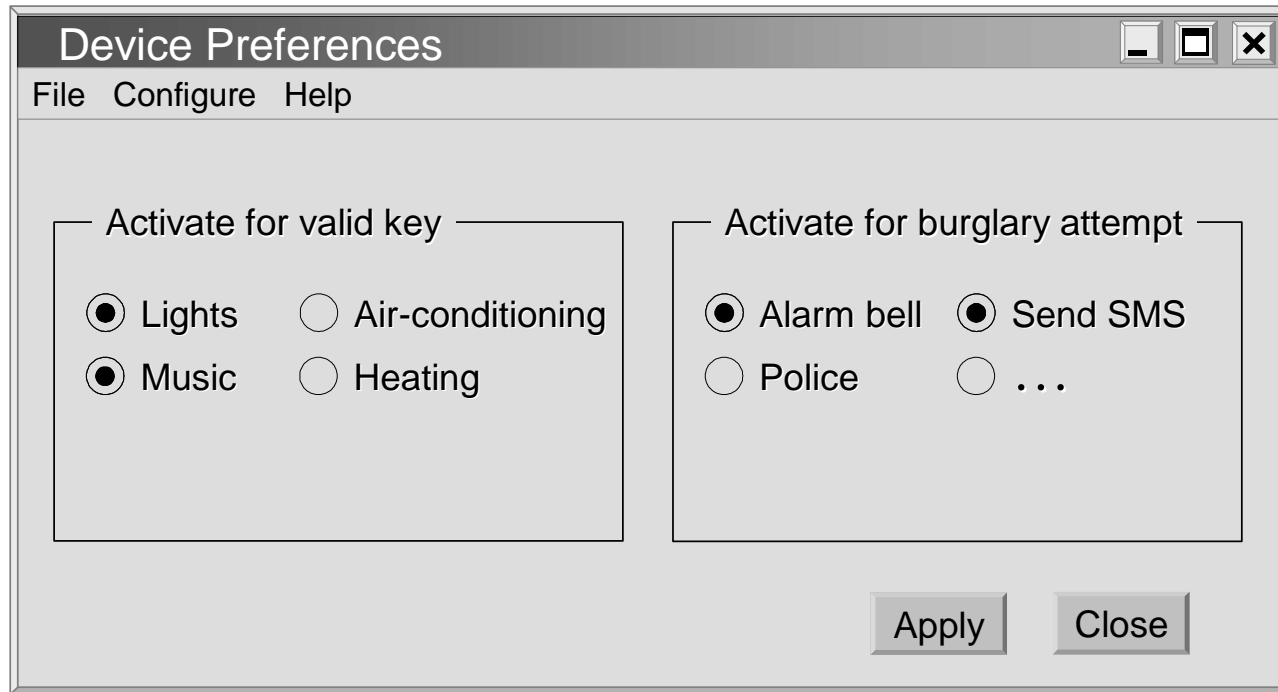 Device Preferences
File Configure Help
Activate for valid key
Activate for burglary attempt
Lights Air-conditioning
Alarm bell Send SMS
Music Heating
Police ...
Apply Close